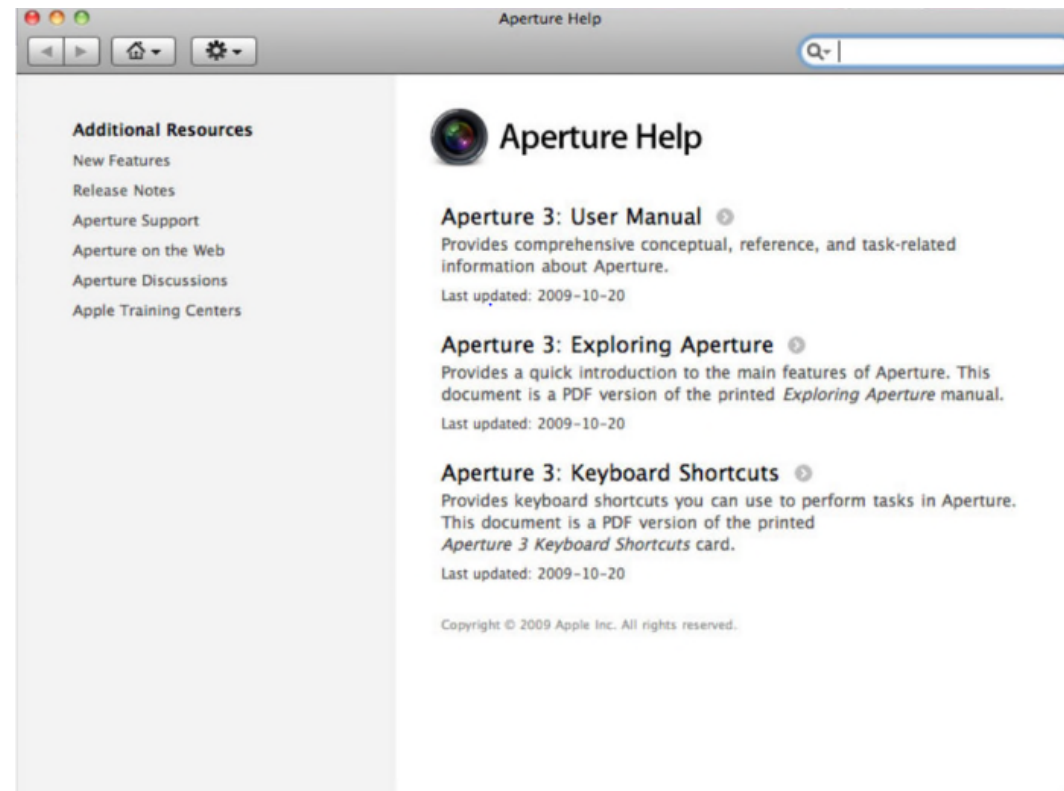 Aperture Help
Additional Resources
New Features
Release Notes
Aperture Support
Aperture on the Web
Aperture Discussions
Apple Training Centers
Aperture Help
Aperture 3: User Manual
Provides comprehensive conceptual, reference, and task-related
information about Aperture.
Last updated: 2009-10-20
Aperture 3: Exploring Aperture
Provides a quick introduction to the main features of Aperture. This
document is a PDF version of the printed Exploring Aperture manual.
Last updated: 2009-10-20
Aperture 3: Keyboard Shortcuts
Provides keyboard shortcuts you can use to perform tasks in Aperture.
This document is a PDF version of the printed
Aperture 3 Keyboard Shortcuts card.
Last updated: 2009-10-20
Copyright © 2009 Apple Inc. All rights reserved.